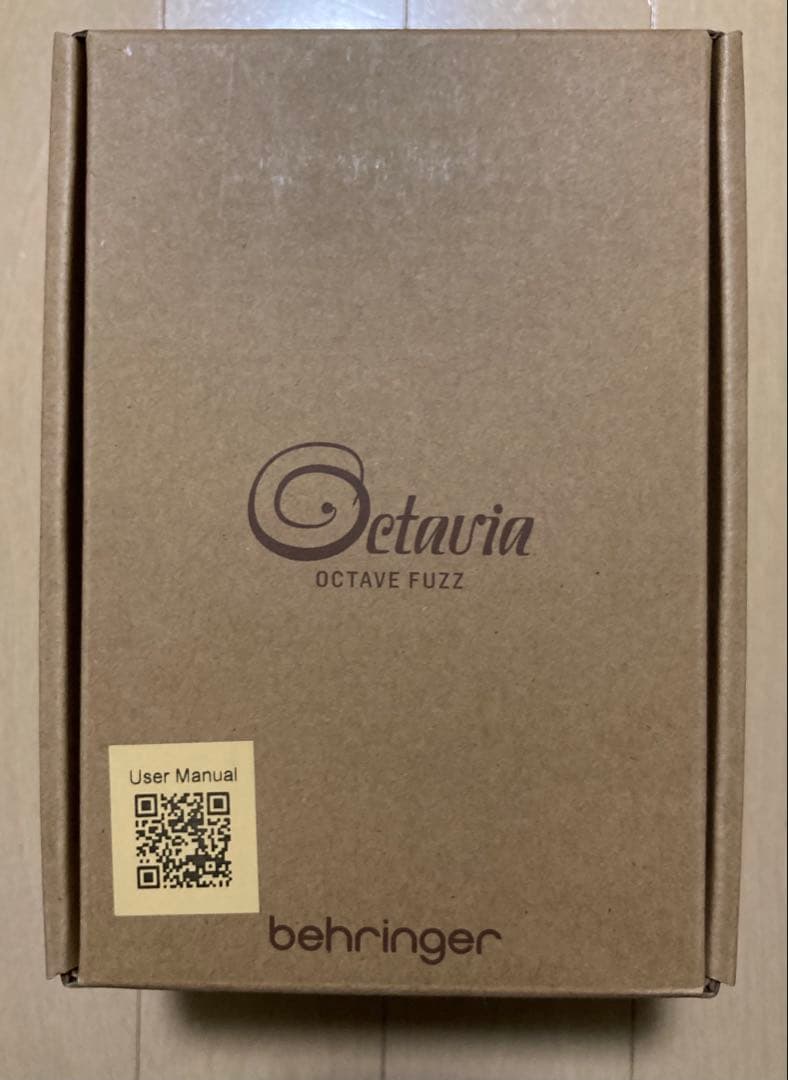 Octavia
OCTAVE FUZZ
User Manual
behringer